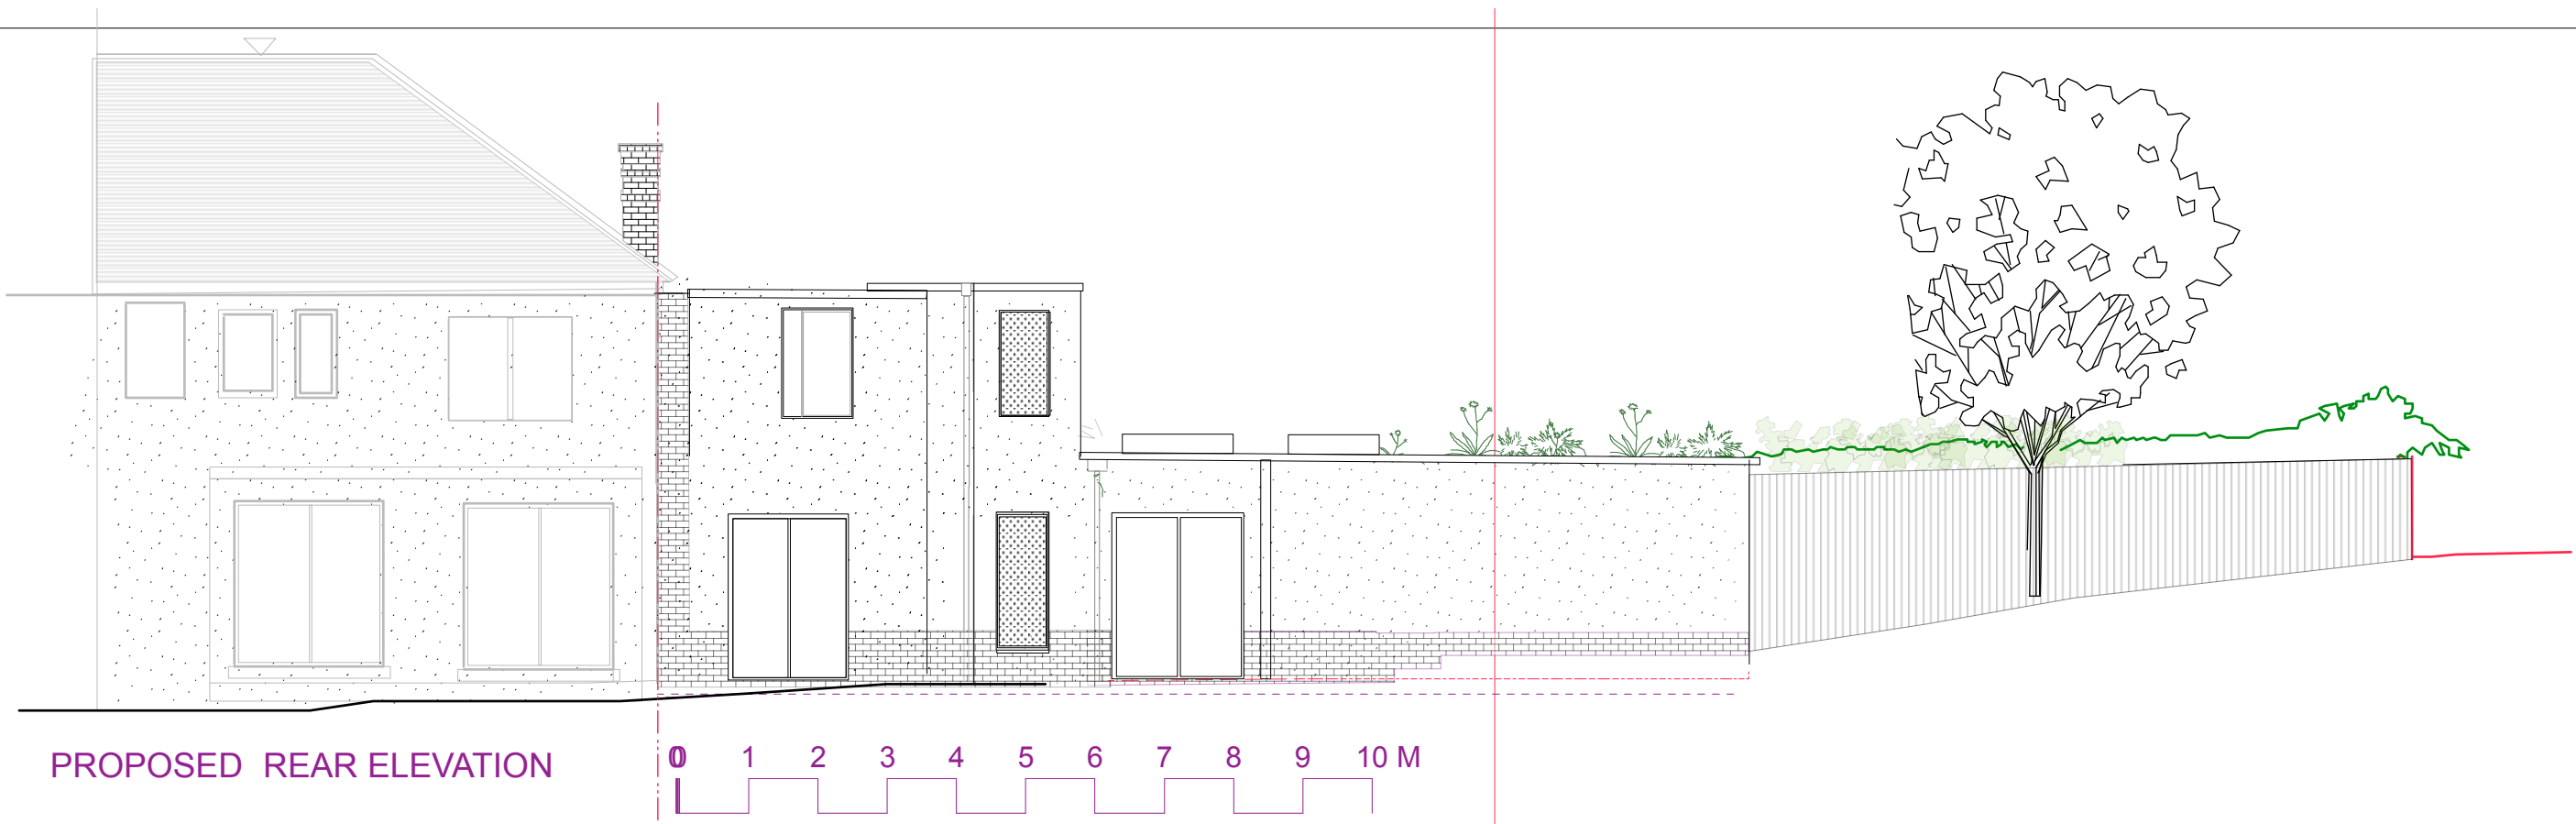 PROPOSED REAR ELEVATION
0 1 2 3 4 5 6 7 8 9 10 M